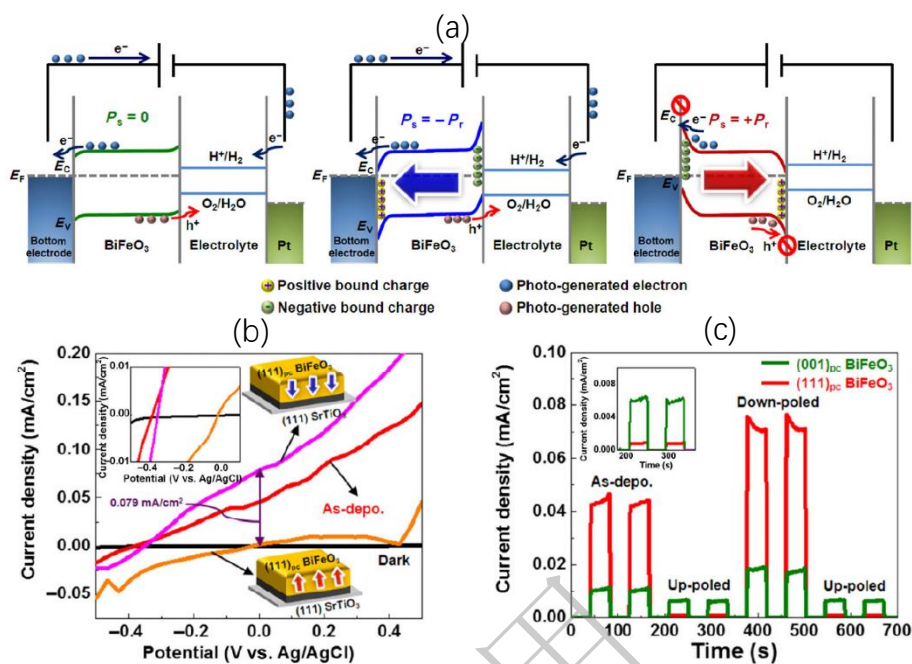 (a)
e⁻
e⁻
Pₛ = 0
Pₛ = − Pᵣ
Pₛ = +Pᵣ
e⁻
E_C
E_F
E_V
H⁺/H₂
O₂/H₂O
h⁺
e⁻
Bottom electrode
BiFeO₃
Electrolyte
Pt
e⁻
E_C
E_F
E_V
H⁺/H₂
O₂/H₂O
h⁺
e⁻
Bottom electrode
BiFeO₃
Electrolyte
Pt
E_C
e⁻
E_F
E_V
H⁺/H₂
O₂/H₂O
h⁺
Bottom electrode
BiFeO₃
Electrolyte
Pt
Positive bound charge
Photo-generated electron
Negative bound charge
Photo-generated hole
(b)
Current density (mA/cm²)
0.20
0.15
0.10
0.05
0.00
−0.05
−0.4
−0.2
0.0
0.2
0.4
Potential (V vs. Ag/AgCl)
Current density (mA/cm²)
0.01
0.00
-0.01
-0.4
-0.2
0.0
Potential (V vs. Ag/AgCl)
(111)pc BiFeO₃
(111) SrTiO₃
0.079 mA/cm²
As-depo.
Dark
(111)pc BiFeO₃
(111) SrTiO₃
(c)
Current density (mA/cm²)
0.10
0.08
0.06
0.04
0.02
0.00
0
100
200
300
400
500
600
700
Time (s)
Current density (mA/cm²)
0.008
0.004
0.000
200
300
Time (s)
(001)pc BiFeO₃
(111)pc BiFeO₃
Down-poled
As-depo.
Up-poled
Up-poled